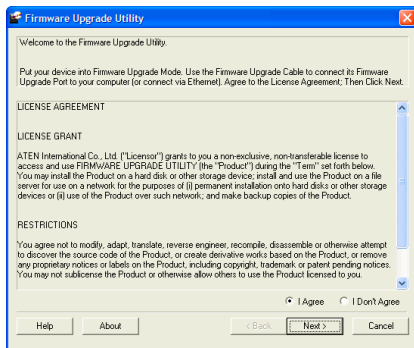 Firmware Upgrade Utility
Welcome to the Firmware Upgrade Utility.
Put your device into Firmware Upgrade Mode. Use the Firmware Upgrade Cable to connect its Firmware
Upgrade Port to your computer (or connect via Ethernet). Agree to the License Agreement; Then Click Next.
LICENSE AGREEMENT
LICENSE GRANT
ATEN International Co., Ltd. ("Licensor") grants to you a non-exclusive, non-transferable license to
access and use FIRMWARE UPGRADE UTILITY (the "Product") during the "Term" set forth below.
You may install the Product on a hard disk or other storage device; install and use the Product on a file
server for use on a network for the purposes of (i) permanent installation onto hard disks or other storage
devices or (ii) use of the Product over such network; and make backup copies of the Product.
RESTRICTIONS
You agree not to modify, adapt, translate, reverse engineer, recompile, disassemble or otherwise attempt
to discover the source code of the Product, or create derivative works based on the Product, or remove
any proprietary notices or labels on the Product, including copyright, trademark or patent pending notices.
You may not sublicense the Product or otherwise allow others to use the Product licensed to you.
I Agree I Don't Agree
Help About < Back Next > Cancel